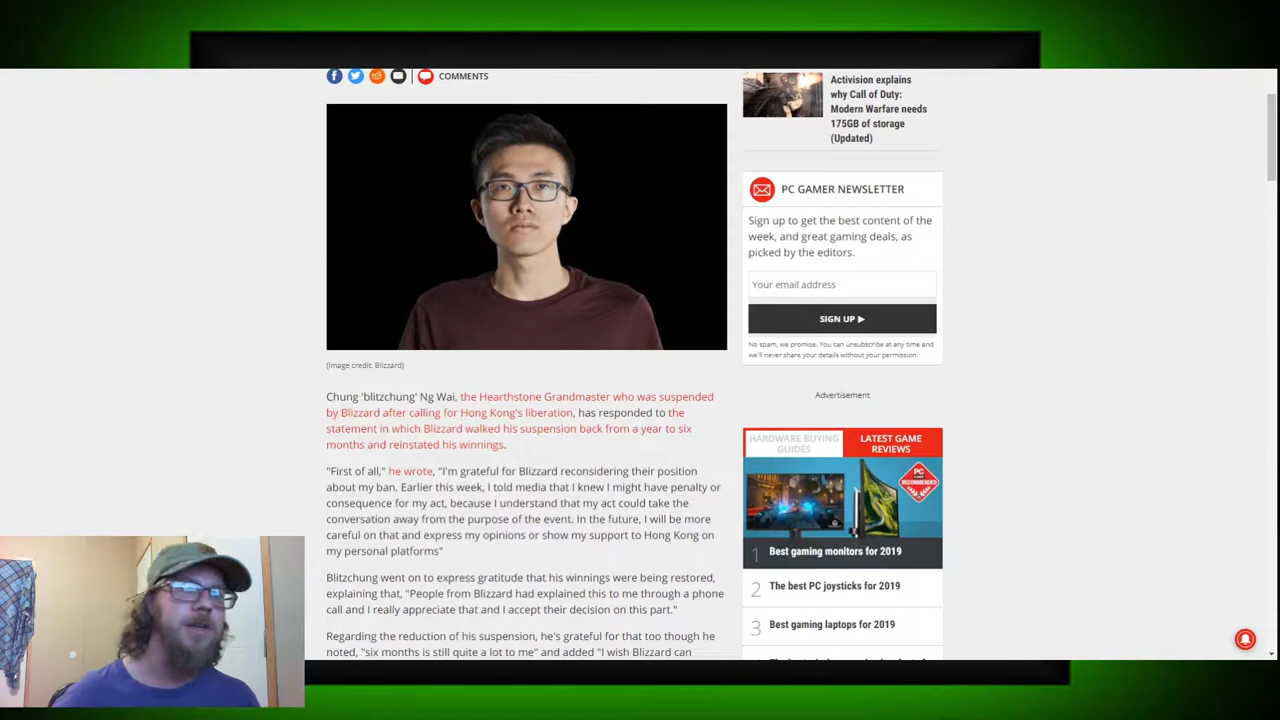 COMMENTS
(Image credit: Blizzard)
Chung 'blitzchung' Ng Wai, the Hearthstone Grandmaster who was suspended
by Blizzard after calling for Hong Kong's liberation, has responded to the
statement in which Blizzard walked his suspension back from a year to six
months and reinstated his winnings.
"First of all," he wrote, "I'm grateful for Blizzard reconsidering their position
about my ban. Earlier this week, I told media that I knew I might have penalty or
consequence for my act, because I understand that my act could take the
conversation away from the purpose of the event. In the future, I will be more
careful on that and express my opinions or show my support to Hong Kong on
my personal platforms"
Blitzchung went on to express gratitude that his winnings were being restored,
explaining that, "People from Blizzard had explained this to me through a phone
call and I really appreciate that and I accept their decision on this part."
Regarding the reduction of his suspension, he's grateful for that too though he
noted, "six months is still quite a lot to me" and added "I wish Blizzard can
Activision explains
why Call of Duty:
Modern Warfare needs
175GB of storage
(Updated)
PC GAMER NEWSLETTER
Sign up to get the best content of the
week, and great gaming deals, as
picked by the editors.
Your email address
SIGN UP ▶
No spam, we promise. You can unsubscribe at any time and
we'll never share your details without your permission.
Advertisement
HARDWARE BUYING
GUIDES
LATEST GAME
REVIEWS
PC
GAMER
RECOMMENDED
1 Best gaming monitors for 2019
2 The best PC joysticks for 2019
3 Best gaming laptops for 2019